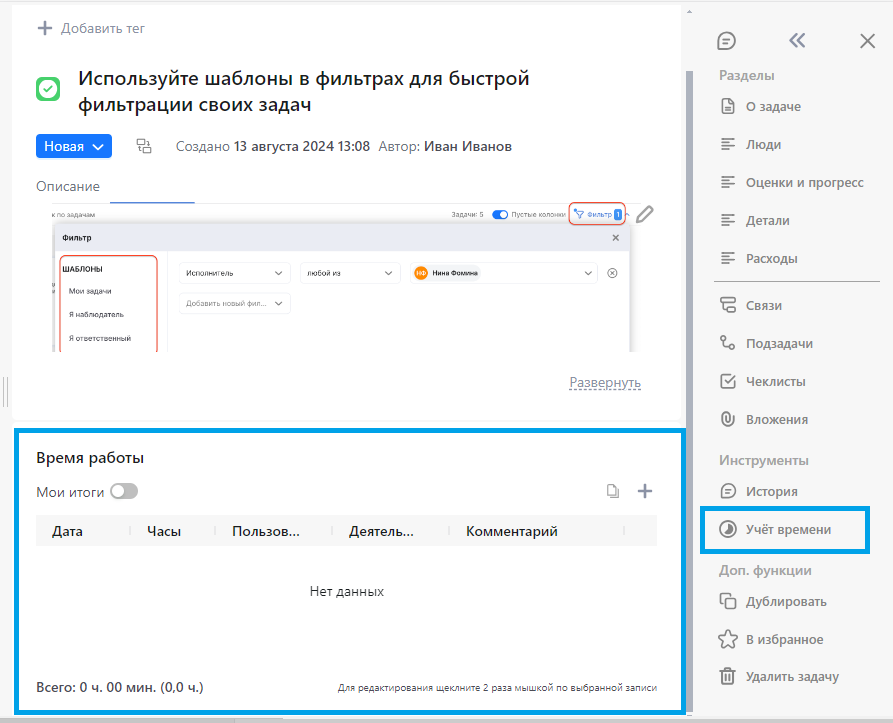 Добавить тег
Используйте шаблоны в фильтрах для быстрой
фильтрации своих задач
Новая
Создано 13 августа 2024 13:08 Автор: Иван Иванов
Описание
к по задачам
Задачи: 5
Пустые колонки
Фильтр 1
Фильтр
ШАБЛОНЫ
Мои задачи
Я наблюдатель
Я ответственный
Исполнитель
любой из
НФ Нина Фомина
Добавить новый фил...
Развернуть
Время работы
Мои итоги
Дата Часы Пользов... Деятель... Комментарий
Нет данных
Всего: 0 ч. 00 мин. (0,0 ч.)
Для редактирования щеклните 2 раза мышкой по выбранной записи
Разделы
О задаче
Люди
Оценки и прогресс
Детали
Расходы
Связи
Подзадачи
Чеклисты
Вложения
Инструменты
История
Учёт времени
Доп. функции
Дублировать
В избранное
Удалить задачу